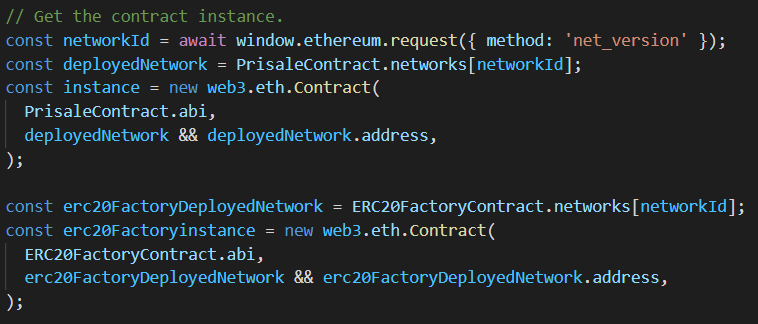 // Get the contract instance.
const networkId = await window.ethereum.request({ method: 'net_version' });
const deployedNetwork = PrisaleContract.networks[networkId];
const instance = new web3.eth.Contract(
PrisaleContract.abi,
deployedNetwork && deployedNetwork.address,
);
const erc20FactoryDeployedNetwork = ERC20FactoryContract.networks[networkId];
const erc20Factoryinstance = new web3.eth.Contract(
ERC20FactoryContract.abi,
erc20FactoryDeployedNetwork && erc20FactoryDeployedNetwork.address,
);